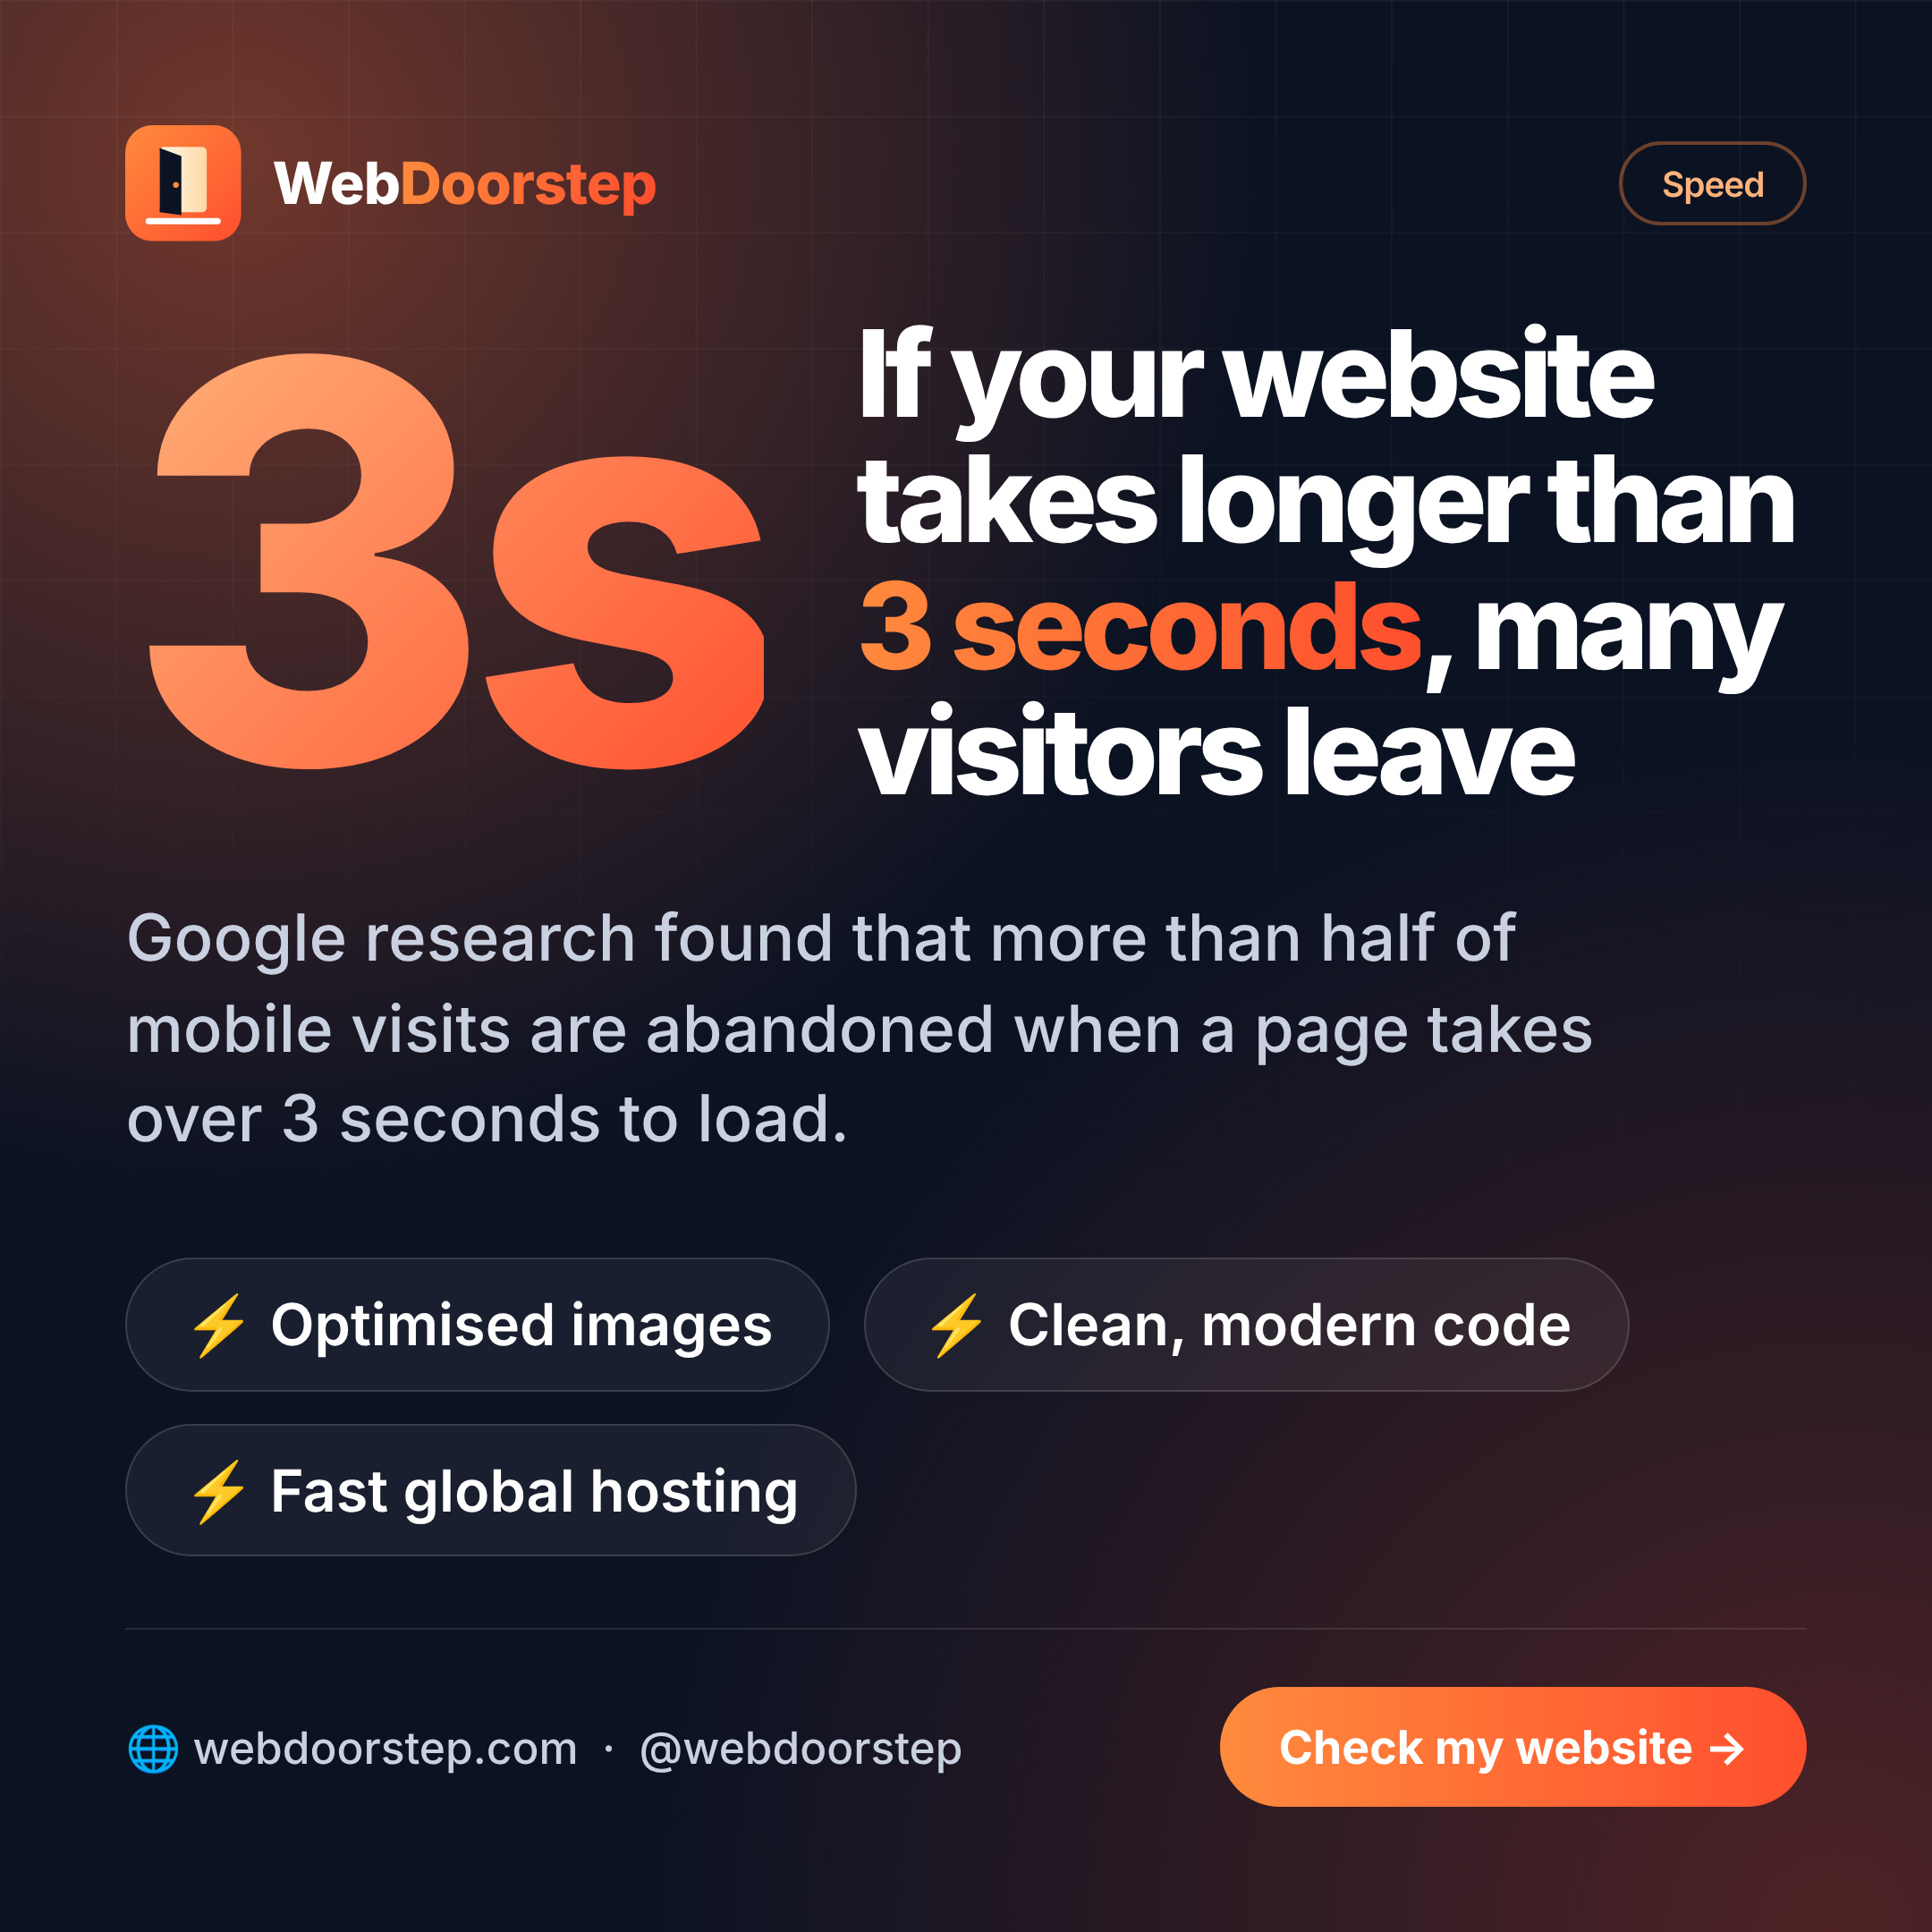 WebDoorstep
Speed
3s
If your website
takes longer than
3 seconds, many
visitors leave
Google research found that more than half of
mobile visits are abandoned when a page takes
over 3 seconds to load.
⚡ Optimised images
⚡ Clean, modern code
⚡ Fast global hosting
🌐 webdoorstep.com · @webdoorstep
Check my website →